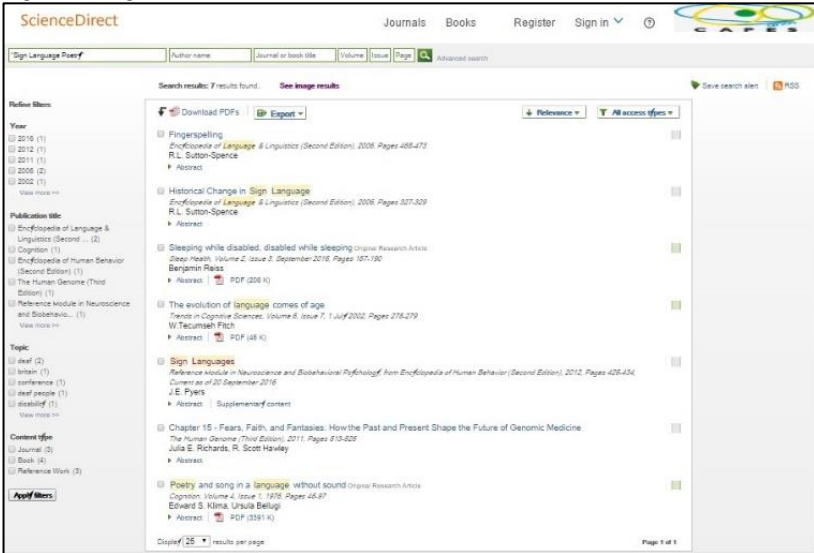 ScienceDirect
Journals Books Register Sign in
CAPES
"Sign Language Poetry" Author name Journal or book title Volume Issue Page Advanced search
Search results: 7 results found. See image results
Save search alert RSS
Refine filters
Year
2016 (1)
2012 (1)
2011 (1)
2006 (2)
2002 (1)
View more >>
Publication title
Encyclopedia of Language &
Linguistics (Second ... (2)
Cognition (1)
Encyclopedia of Human Behavior
(Second Edition) (1)
The Human Genome (Third
Edition) (1)
Reference Module in Neuroscience
and Biobehavio... (1)
View more >>
Topic
deaf (2)
britain (1)
conference (1)
deaf people (1)
disability (1)
View more >>
Content type
Journal (3)
Book (4)
Reference Work (3)
Apply filters
Download PDFs Export Relevance All access types
Fingerspelling
Encyclopedia of Language & Linguistics (Second Edition), 2006, Pages 468-473
R.L. Sutton-Spence
Abstract
Historical Change in Sign Language
Encyclopedia of Language & Linguistics (Second Edition), 2006, Pages 327-329
R.L. Sutton-Spence
Abstract
Sleeping while disabled, disabled while sleeping Original Research Article
Sleep Health, Volume 2, Issue 3, September 2016, Pages 187-190
Benjamin Reiss
Abstract PDF (206 K)
The evolution of language comes of age
Trends in Cognitive Sciences, Volume 6, Issue 7, 1 July 2002, Pages 278-279
W.Tecumseh Fitch
Abstract PDF (46 K)
Sign Languages
Reference Module in Neuroscience and Biobehavioral Psychology, from Encyclopedia of Human Behavior (Second Edition), 2012, Pages 425-434,
Current as of 20 September 2016
J.E. Pyers
Abstract Supplementary content
Chapter 15 - Fears, Faith, and Fantasies: How the Past and Present Shape the Future of Genomic Medicine
The Human Genome (Third Edition), 2011, Pages 513-528
Julia E. Richards, R. Scott Hawley
Abstract
Poetry and song in a language without sound Original Research Article
Cognition, Volume 4, Issue 1, 1976, Pages 45-97
Edward S. Klima, Ursula Bellugi
Abstract PDF (3391 K)
Display 25 results per page
Page 1 of 1